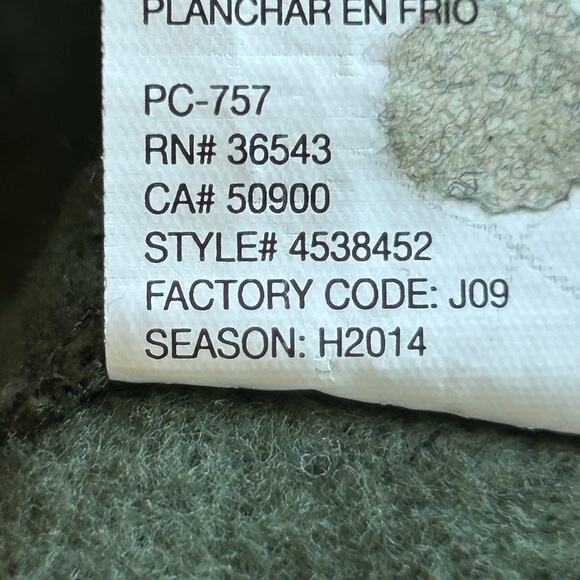 PLANCHAR EN FRIO
PC-757
RN# 36543
CA# 50900
STYLE# 4538452
FACTORY CODE: J09
SEASON: H2014